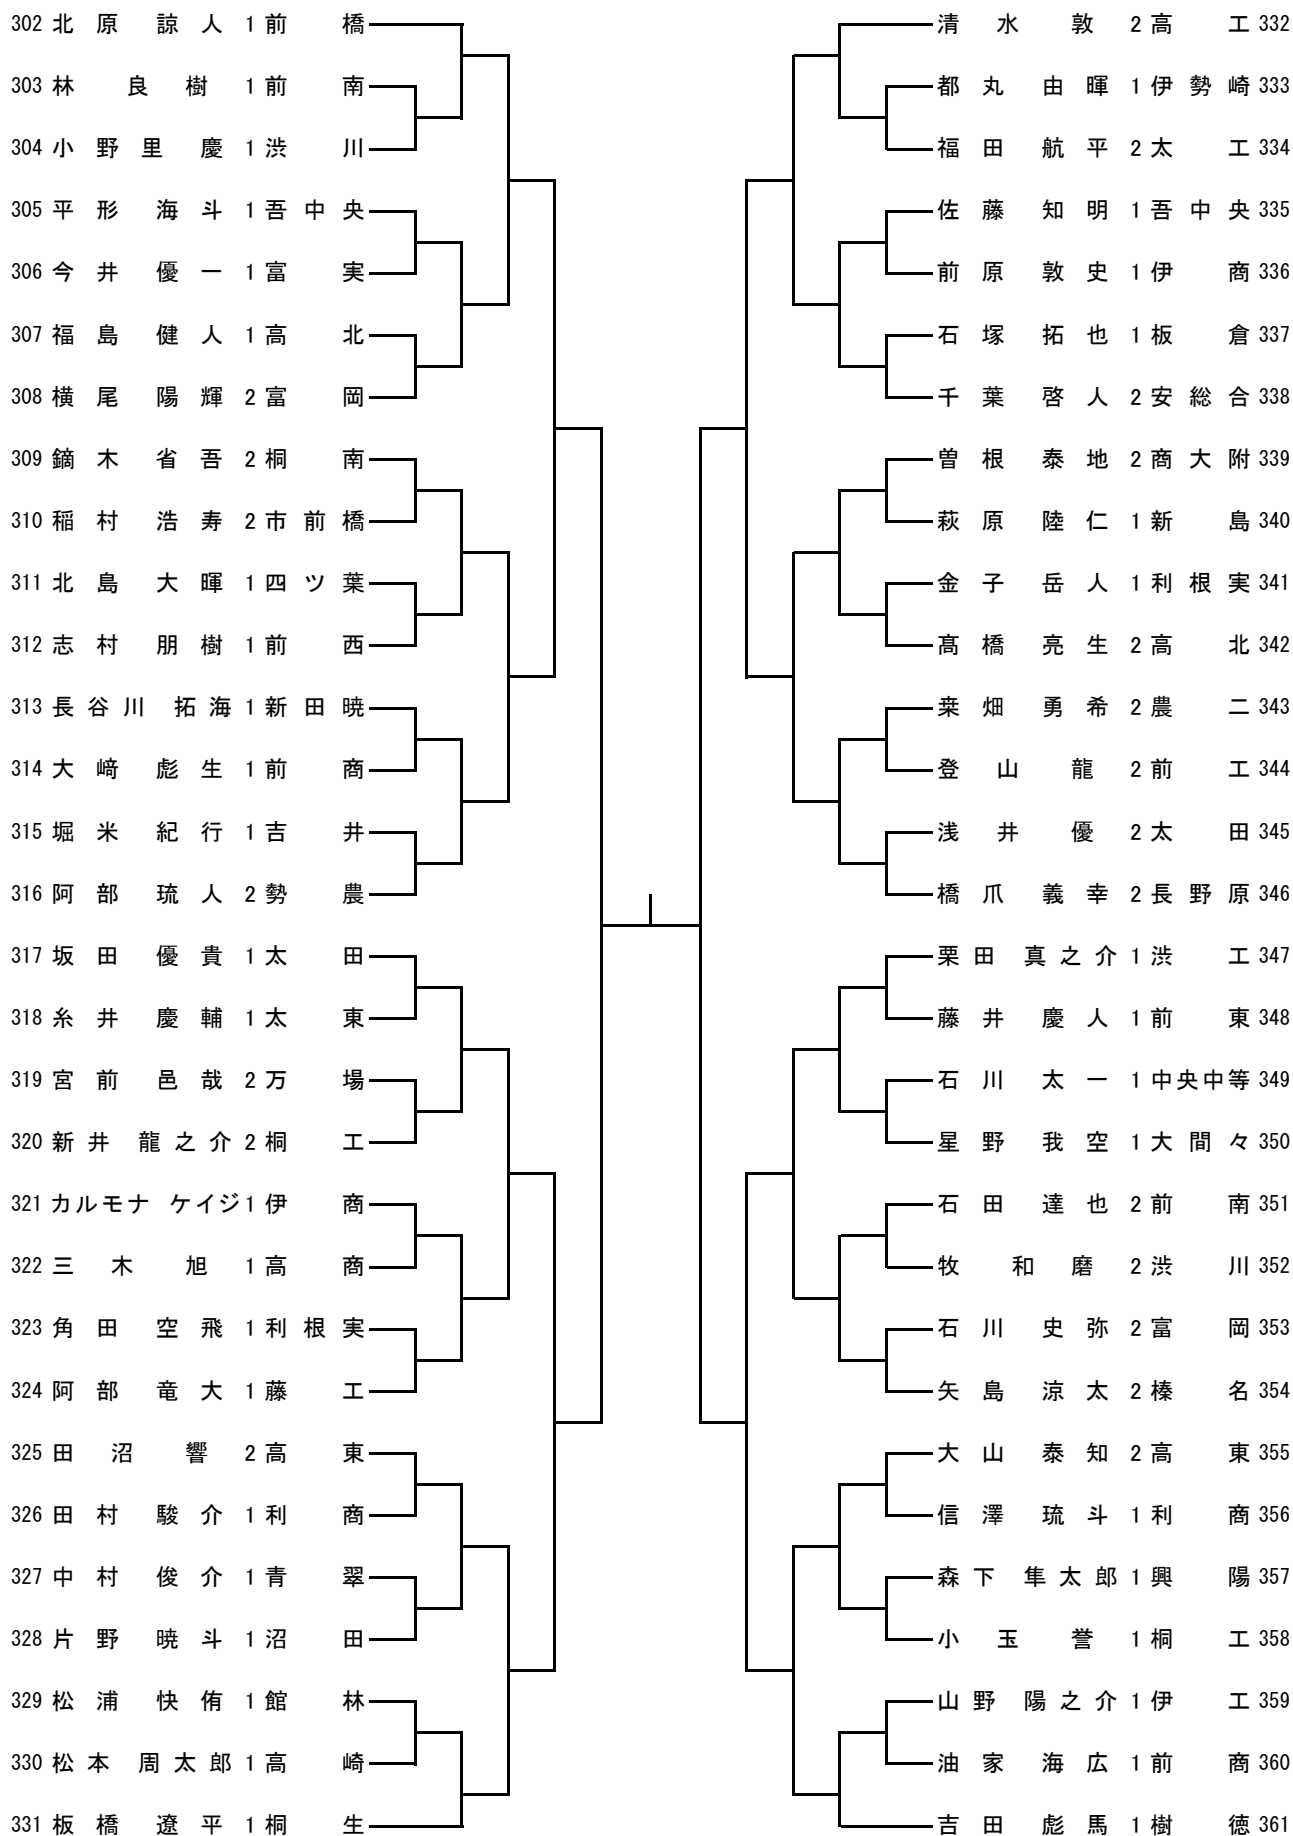 302 北原 諒人 1 前橋
303 林 良樹 1 前南
304 小野里 慶 1 渋川
305 平形 海斗 1 吾中央
306 今井 優一 1 富実
307 福島 健人 1 高北
308 横尾 陽輝 2 富岡
309 鏑木 省吾 2 桐南
310 稲村 浩寿 2 市前橋
311 北島 大暉 1 四ツ葉
312 志村 朋樹 1 前西
313 長谷川 拓海 1 新田暁
314 大﨑 彪生 1 前商
315 堀米 紀行 1 吉井
316 阿部 琉人 2 勢農
317 坂田 優貴 1 太田
318 糸井 慶輔 1 太東
319 宮前 邑哉 2 万場
320 新井 龍之介 2 桐工
321 カルモナ ケイジ 1 伊商
322 三木 旭 1 高商
323 角田 空飛 1 利根実
324 阿部 竜大 1 藤工
325 田沼 響 2 高東
326 田村 駿介 1 利商
327 中村 俊介 1 青翠
328 片野 暁斗 1 沼田
329 松浦 快侑 1 館林
330 松本 周太郎 1 高崎
331 板橋 遼平 1 桐生
清水 敦 2 高工 332
都丸 由暉 1 伊勢崎 333
福田 航平 2 太工 334
佐藤 知明 1 吾中央 335
前原 敦史 1 伊商 336
石塚 拓也 1 板倉 337
千葉 啓人 2 安総合 338
曽根 泰地 2 商大附 339
萩原 陸仁 1 新島 340
金子 岳人 1 利根実 341
髙橋 亮生 2 高北 342
桒畑 勇希 2 農二 343
登山 龍 2 前工 344
浅井 優 2 太田 345
橋爪 義幸 2 長野原 346
栗田 真之介 1 渋工 347
藤井 慶人 1 前東 348
石川 太一 1 中央中等 349
星野 我空 1 大間々 350
石田 達也 2 前南 351
牧 和磨 2 渋川 352
石川 史弥 2 富岡 353
矢島 涼太 2 榛名 354
大山 泰知 2 高東 355
信澤 琉斗 1 利商 356
森下 隼太郎 1 興陽 357
小玉 誉 1 桐工 358
山野 陽之介 1 伊工 359
油家 海広 1 前商 360
吉田 彪馬 1 樹徳 361